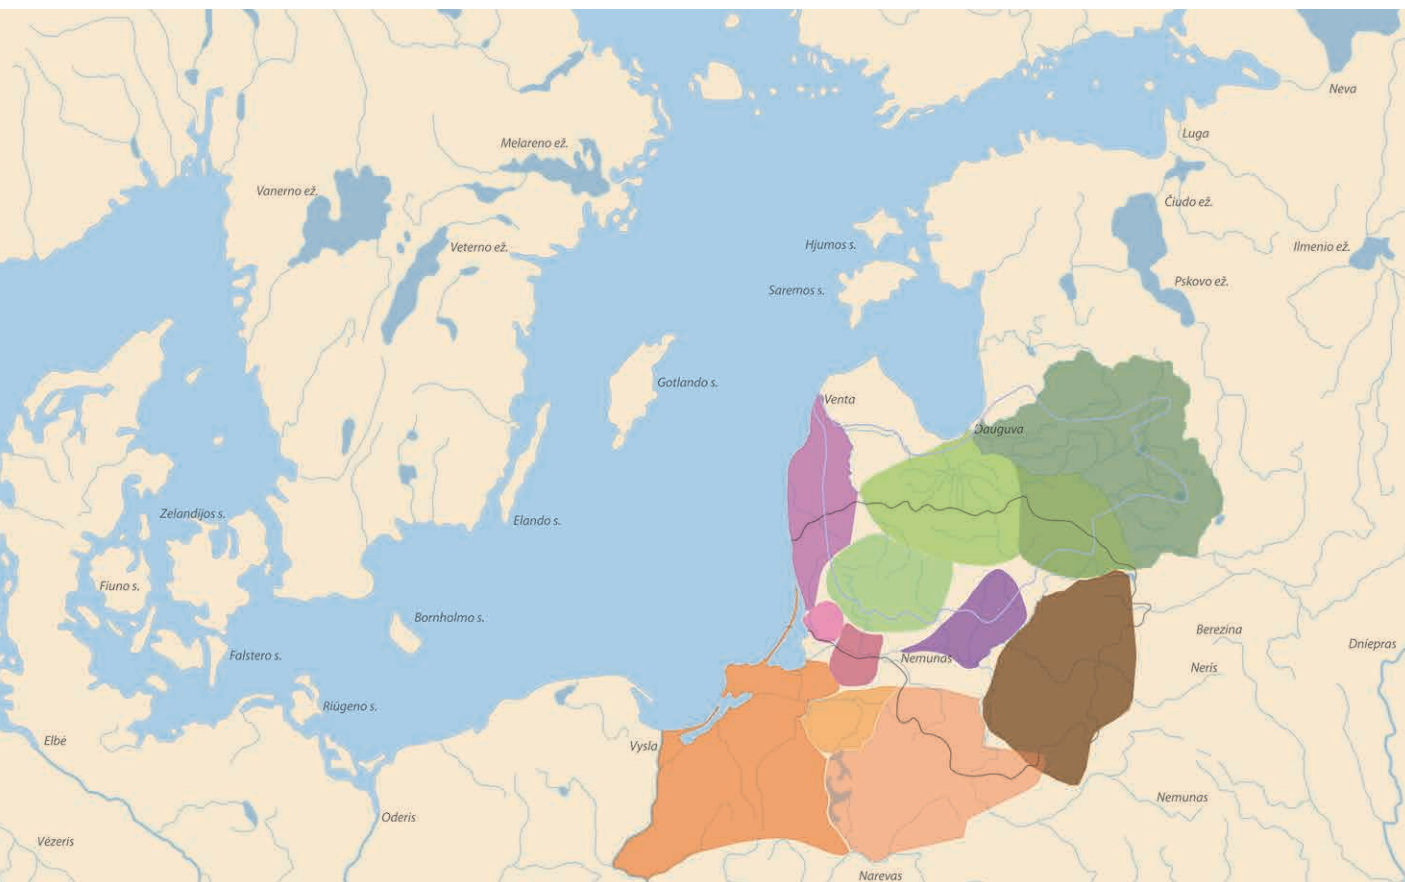 Neva
Luga
Melareno ež.
Vanerno ež.
Čiudo ež.
Hjumos s.
Veterno ež.
Ilmenio ež.
Saremos s.
Pskovo ež.
Gotlando s.
Venta
Dauguva
Zelandijos s.
Elando s.
Fiuno s.
Bornholmo s.
Berezina
Dniepras
Falstero s.
Nemunas
Neris
Riūgeno s.
Elbė
Vysla
Nemunas
Oderis
Vėzeris
Narevas